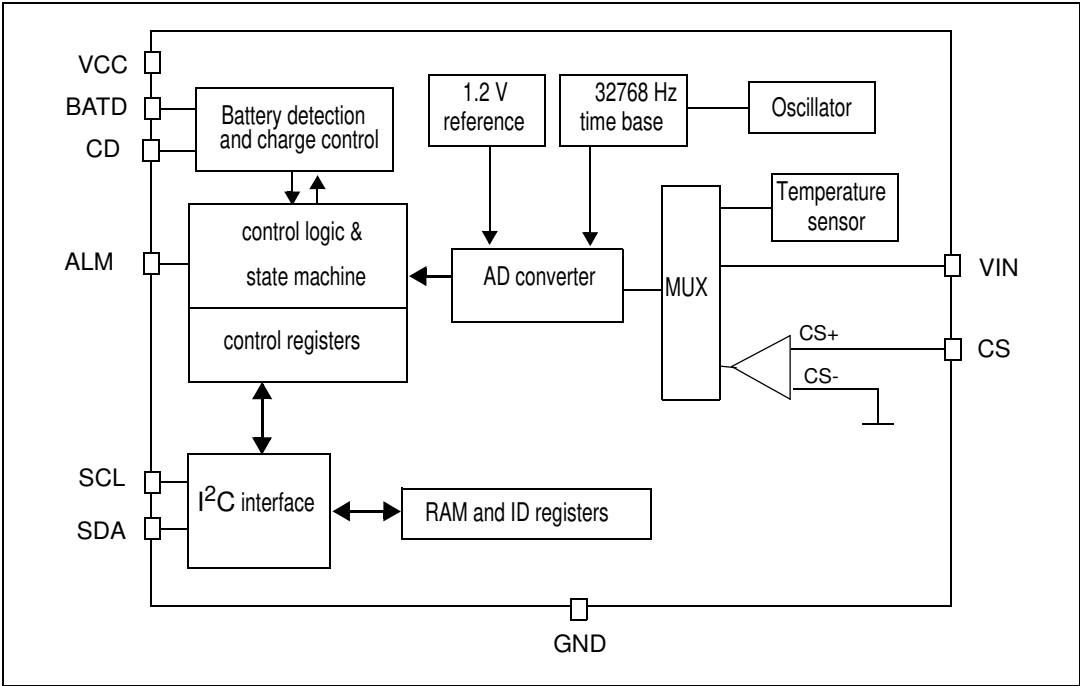 VCC
BATD
CD
Battery detection
and charge control
1.2 V
reference
32768 Hz
time base
Oscillator
Temperature
sensor
ALM
control logic &
state machine
control registers
AD converter
MUX
VIN
CS+
CS
CS-
SCL
SDA
I²C interface
RAM and ID registers
GND